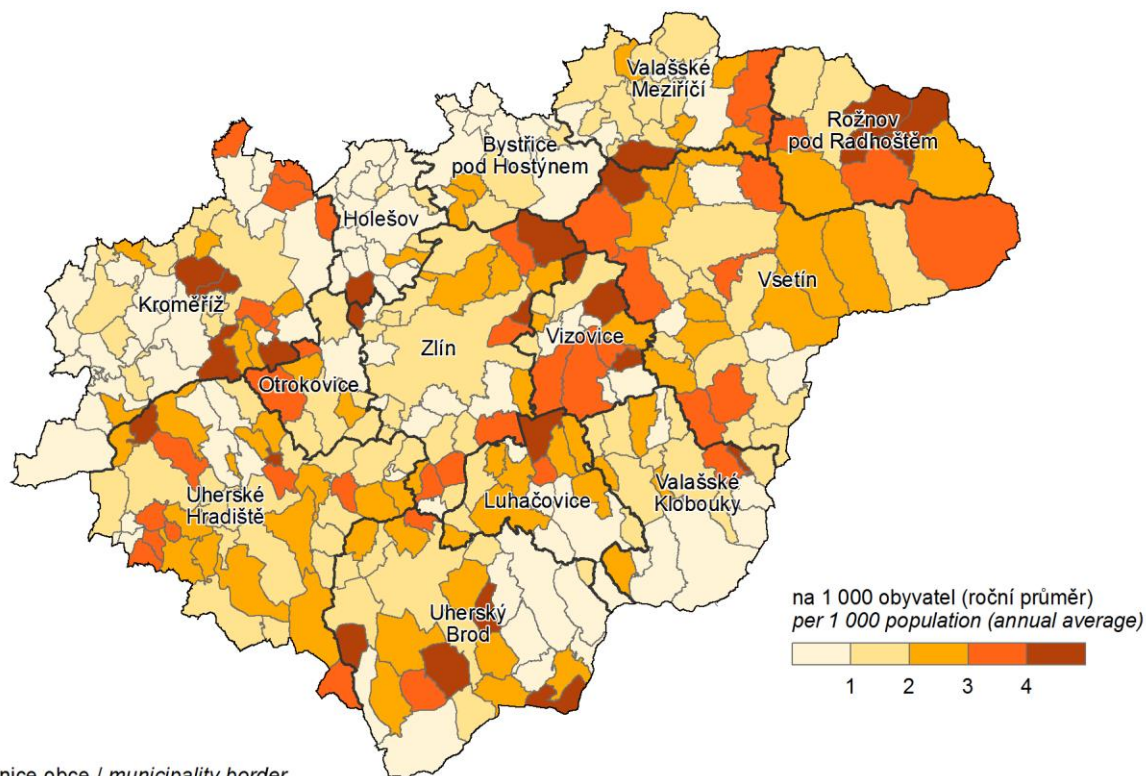 Valašské
Meziříčí
Rožnov
pod Radhoštěm
Bystřice
pod Hostýnem
Holešov
Kroměříž
Vsetín
Zlín
Vizovice
Otrokovice
Uherské
Hradiště
Luhačovice
Valašské
Klobouky
Uherský
Brod
na 1 000 obyvatel (roční průměr)
per 1 000 population (annual average)
1 2 3 4
nice obce / municipality border